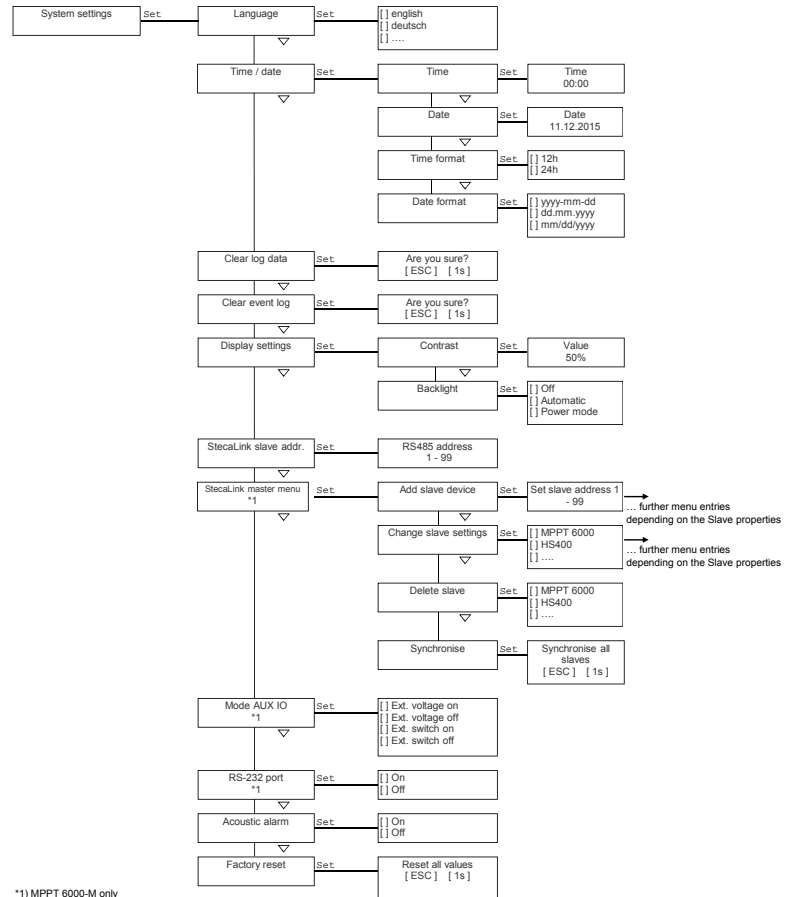 System settings
Set
Language
Set
[ ] english
[ ] deutsch
[ ] ....
Time / date
Set
Time
Set
Time
00:00
Date
Set
Date
11.12.2015
Time format
Set
[ ] 12h
[ ] 24h
Date format
Set
[ ] yyyy-mm-dd
[ ] dd.mm.yyyy
[ ] mm/dd/yyyy
Clear log data
Set
Are you sure?
[ ESC ] [ 1s ]
Clear event log
Set
Are you sure?
[ ESC ] [ 1s ]
Display settings
Set
Contrast
Set
Value
50%
Backlight
Set
[ ] Off
[ ] Automatic
[ ] Power mode
StecaLink slave addr.
Set
RS485 address
1 - 99
StecaLink master menu
*1
Set
Add slave device
Set
Set slave address 1
- 99
... further menu entries
depending on the Slave properties
Change slave settings
Set
[ ] MPPT 6000
[ ] HS400
[ ] ....
... further menu entries
depending on the Slave properties
Delete slave
Set
[ ] MPPT 6000
[ ] HS400
[ ] ....
Synchronise
Set
Synchronise all
slaves
[ ESC ] [ 1s ]
Mode AUX IO
*1
Set
[ ] Ext. voltage on
[ ] Ext. voltage off
[ ] Ext. switch on
[ ] Ext. switch off
RS-232 port
*1
Set
[ ] On
[ ] Off
Acoustic alarm
Set
[ ] On
[ ] Off
Factory reset
Set
Reset all values
[ ESC ] [ 1s ]
*1) MPPT 6000-M only